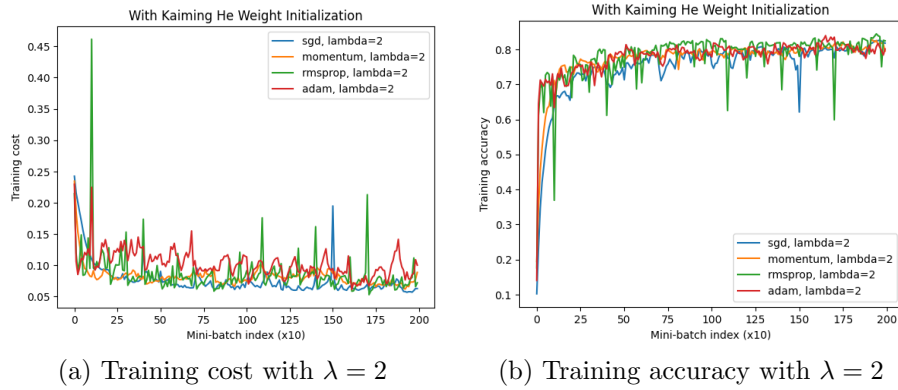 With Kaiming He Weight Initialization
sgd, lambda=2
momentum, lambda=2
rmsprop, lambda=2
adam, lambda=2
0.45
0.40
0.35
0.30
0.25
0.20
0.15
0.10
0.05
Training cost
0 25 50 75 100 125 150 175 200
Mini-batch index (x10)
(a) Training cost with λ = 2
With Kaiming He Weight Initialization
0.8
0.7
0.6
0.5
0.4
0.3
0.2
0.1
Training accuracy
sgd, lambda=2
momentum, lambda=2
rmsprop, lambda=2
adam, lambda=2
0 25 50 75 100 125 150 175 200
Mini-batch index (x10)
(b) Training accuracy with λ = 2